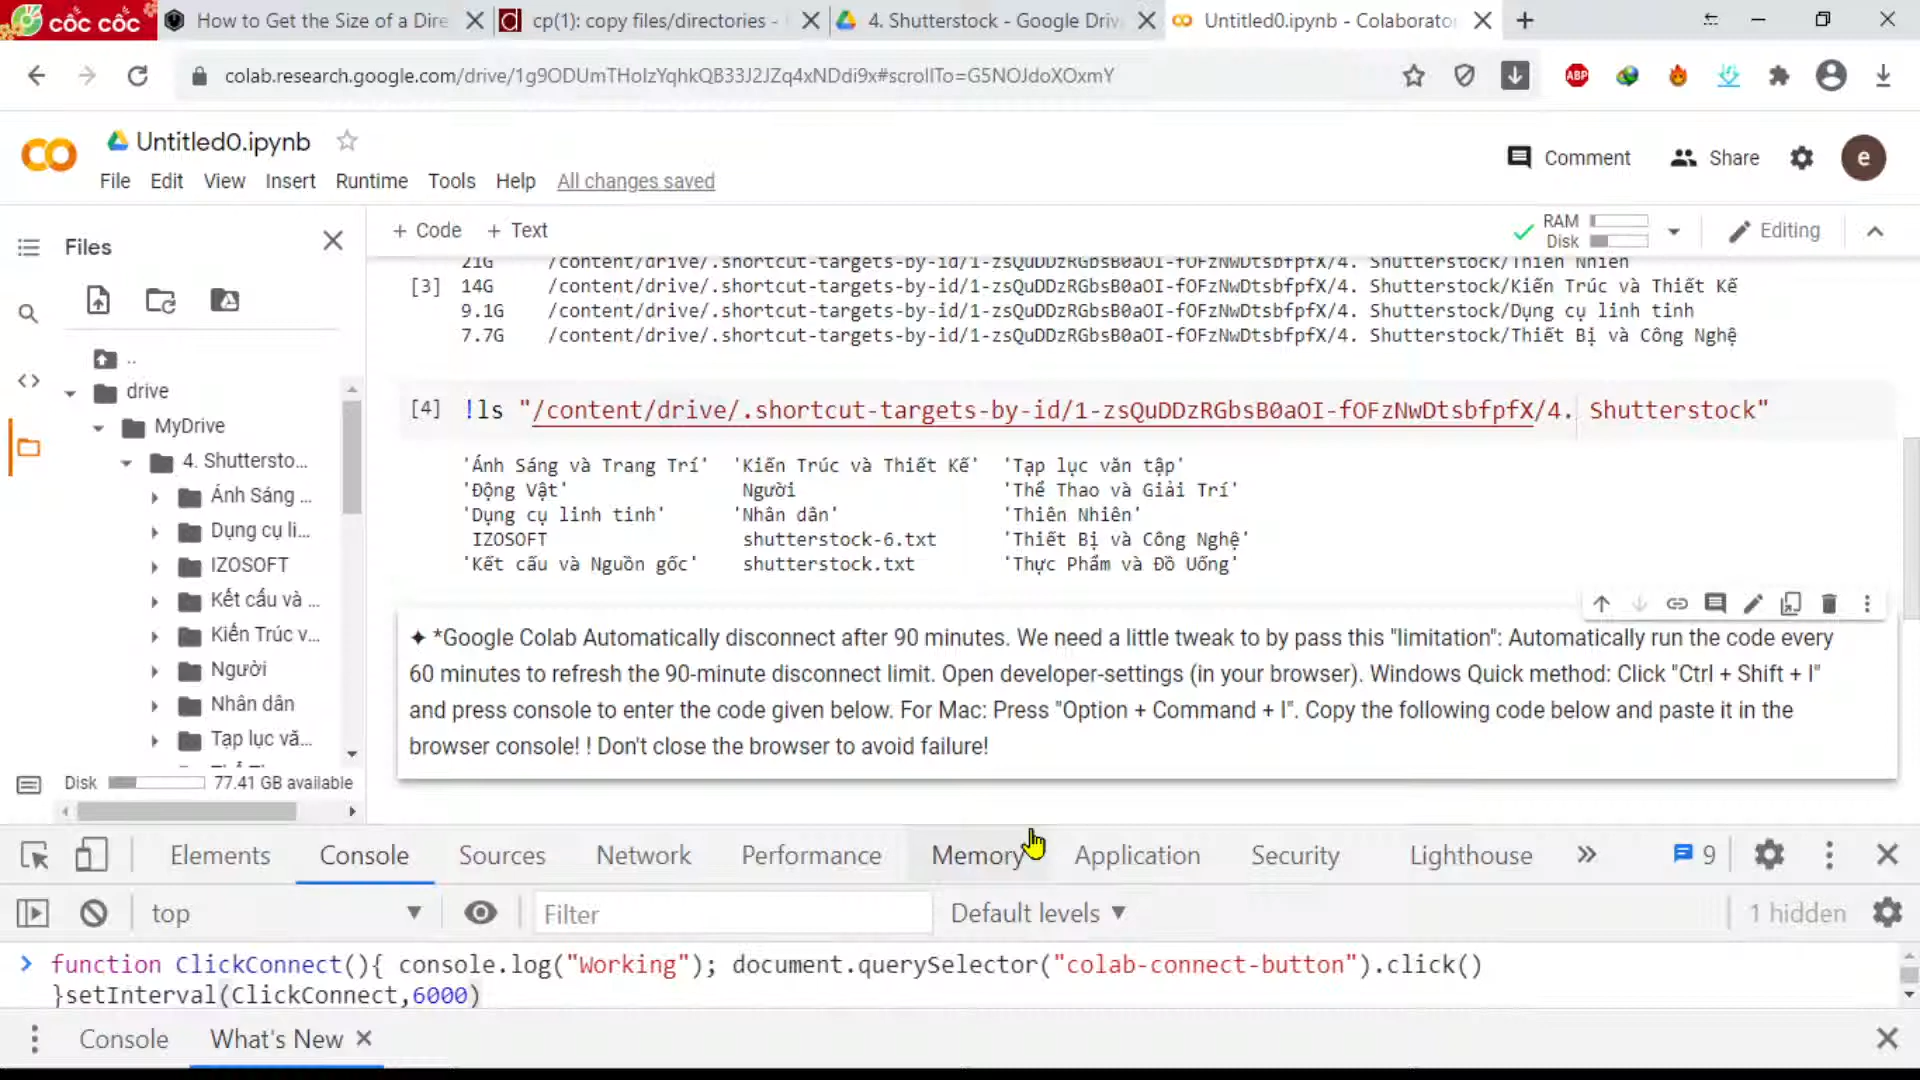 cốc cốc
How to Get the Size of a Dire
cp(1): copy files/directories -
4. Shutterstock - Google Driv
Untitled0.ipynb - Colaborato
colab.research.google.com/drive/1g9ODUmTHoIzYqhkQB33J2JZq4xNDdi9x#scrollTo=G5NOJdoXOxmY
ABP
CO
Untitled0.ipynb
Comment
Share
e
File Edit View Insert Runtime Tools Help All changes saved
Files
+ Code + Text
RAM
Disk
Editing
..
drive
MyDrive
4. Shuttersto...
Ánh Sáng ...
Dụng cụ li...
IZOSOFT
Kết cấu và ...
Kiến Trúc v...
Người
Nhân dân
Tạp lục vă...
Disk 77.41 GB available
21G /content/drive/.shortcut-targets-by-id/1-zsQuDDzRGbsB0aOI-fOFzNwDtsbfpfX/4. Shutterstock/Thiên Nhiên
[3] 14G /content/drive/.shortcut-targets-by-id/1-zsQuDDzRGbsB0aOI-fOFzNwDtsbfpfX/4. Shutterstock/Kiến Trúc và Thiết Kế
9.1G /content/drive/.shortcut-targets-by-id/1-zsQuDDzRGbsB0aOI-fOFzNwDtsbfpfX/4. Shutterstock/Dụng cụ linh tinh
7.7G /content/drive/.shortcut-targets-by-id/1-zsQuDDzRGbsB0aOI-fOFzNwDtsbfpfX/4. Shutterstock/Thiết Bị và Công Nghệ
[4] !ls "/content/drive/.shortcut-targets-by-id/1-zsQuDDzRGbsB0aOI-fOFzNwDtsbfpfX/4. Shutterstock"
'Ánh Sáng và Trang Trí' 'Kiến Trúc và Thiết Kế' 'Tạp lục văn tập'
'Động Vật' Người 'Thể Thao và Giải Trí'
'Dụng cụ linh tinh' 'Nhân dân' 'Thiên Nhiên'
IZOSOFT shutterstock-6.txt 'Thiết Bị và Công Nghệ'
'Kết cấu và Nguồn gốc' shutterstock.txt 'Thực Phẩm và Đồ Uống'
✦ *Google Colab Automatically disconnect after 90 minutes. We need a little tweak to by pass this "limitation": Automatically run the code every
60 minutes to refresh the 90-minute disconnect limit. Open developer-settings (in your browser). Windows Quick method: Click "Ctrl + Shift + I"
and press console to enter the code given below. For Mac: Press "Option + Command + I". Copy the following code below and paste it in the
browser console! ! Don't close the browser to avoid failure!
Elements Console Sources Network Performance Memory Application Security Lighthouse » 9
top Filter Default levels 1 hidden
> function ClickConnect(){ console.log("Working"); document.querySelector("colab-connect-button").click()
}setInterval(ClickConnect,6000)
Console What's New